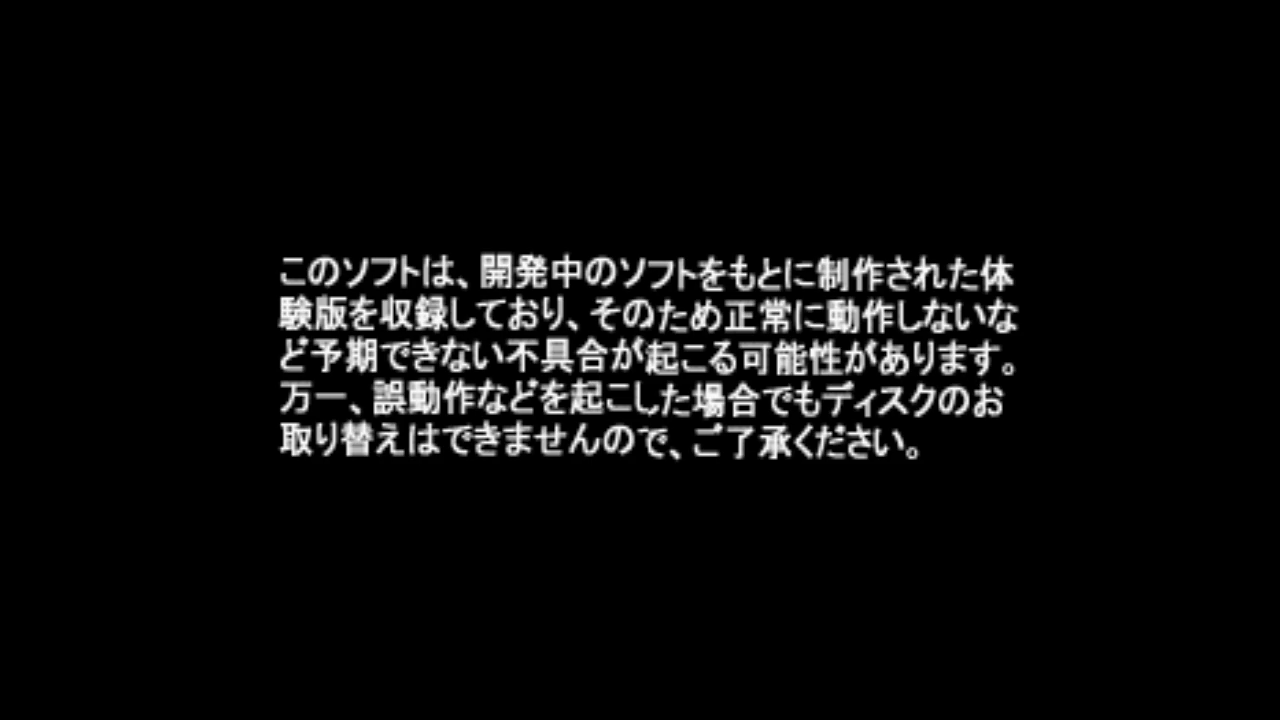 このソフトは、開発中のソフトをもとに制作された体
験版を収録しており、そのため正常に動作しないな
ど予期できない不具合が起こる可能性があります。
万一、誤動作などを起こした場合でもディスクのお
取り替えはできませんので、ご了承ください。